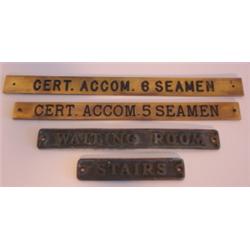 CERT. ACCOM. 6 SEAMEN
CERT. ACCOM. 5 SEAMEN
WAITING ROOM
STAIRS